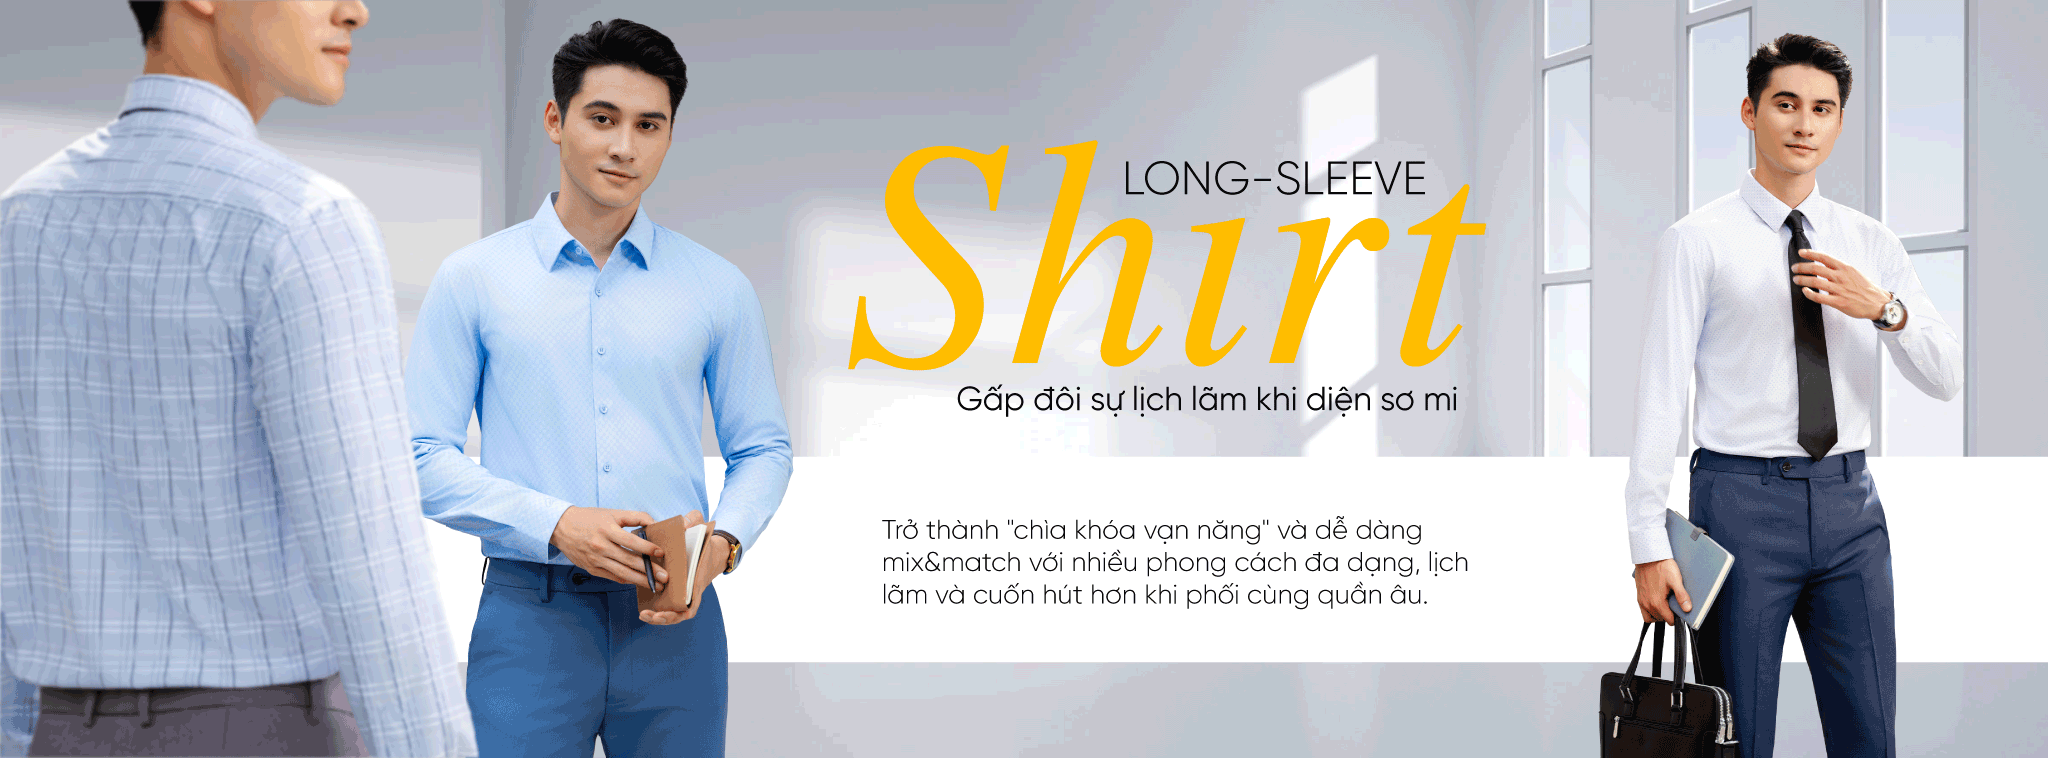 LONG-SLEEVE
Shırt
Gấp đôi sự lịch lãm khi diện sơ mi
Trở thành "chìa khóa vạn năng" và dễ dàng
mix&match với nhiều phong cách đa dạng, lịch
lãm và cuốn hút hơn khi phối cùng quần âu.